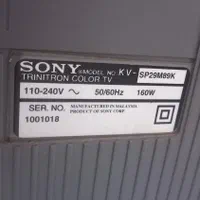 SONY ®MODEL NO. KV-SP29M89K
TRINITRON COLOR TV
110-240V ~ 50/60Hz 160W
SER. NO. MANUFACTURED IN MALAYSIA
1001018 PRODUCT OF SONY CORP.